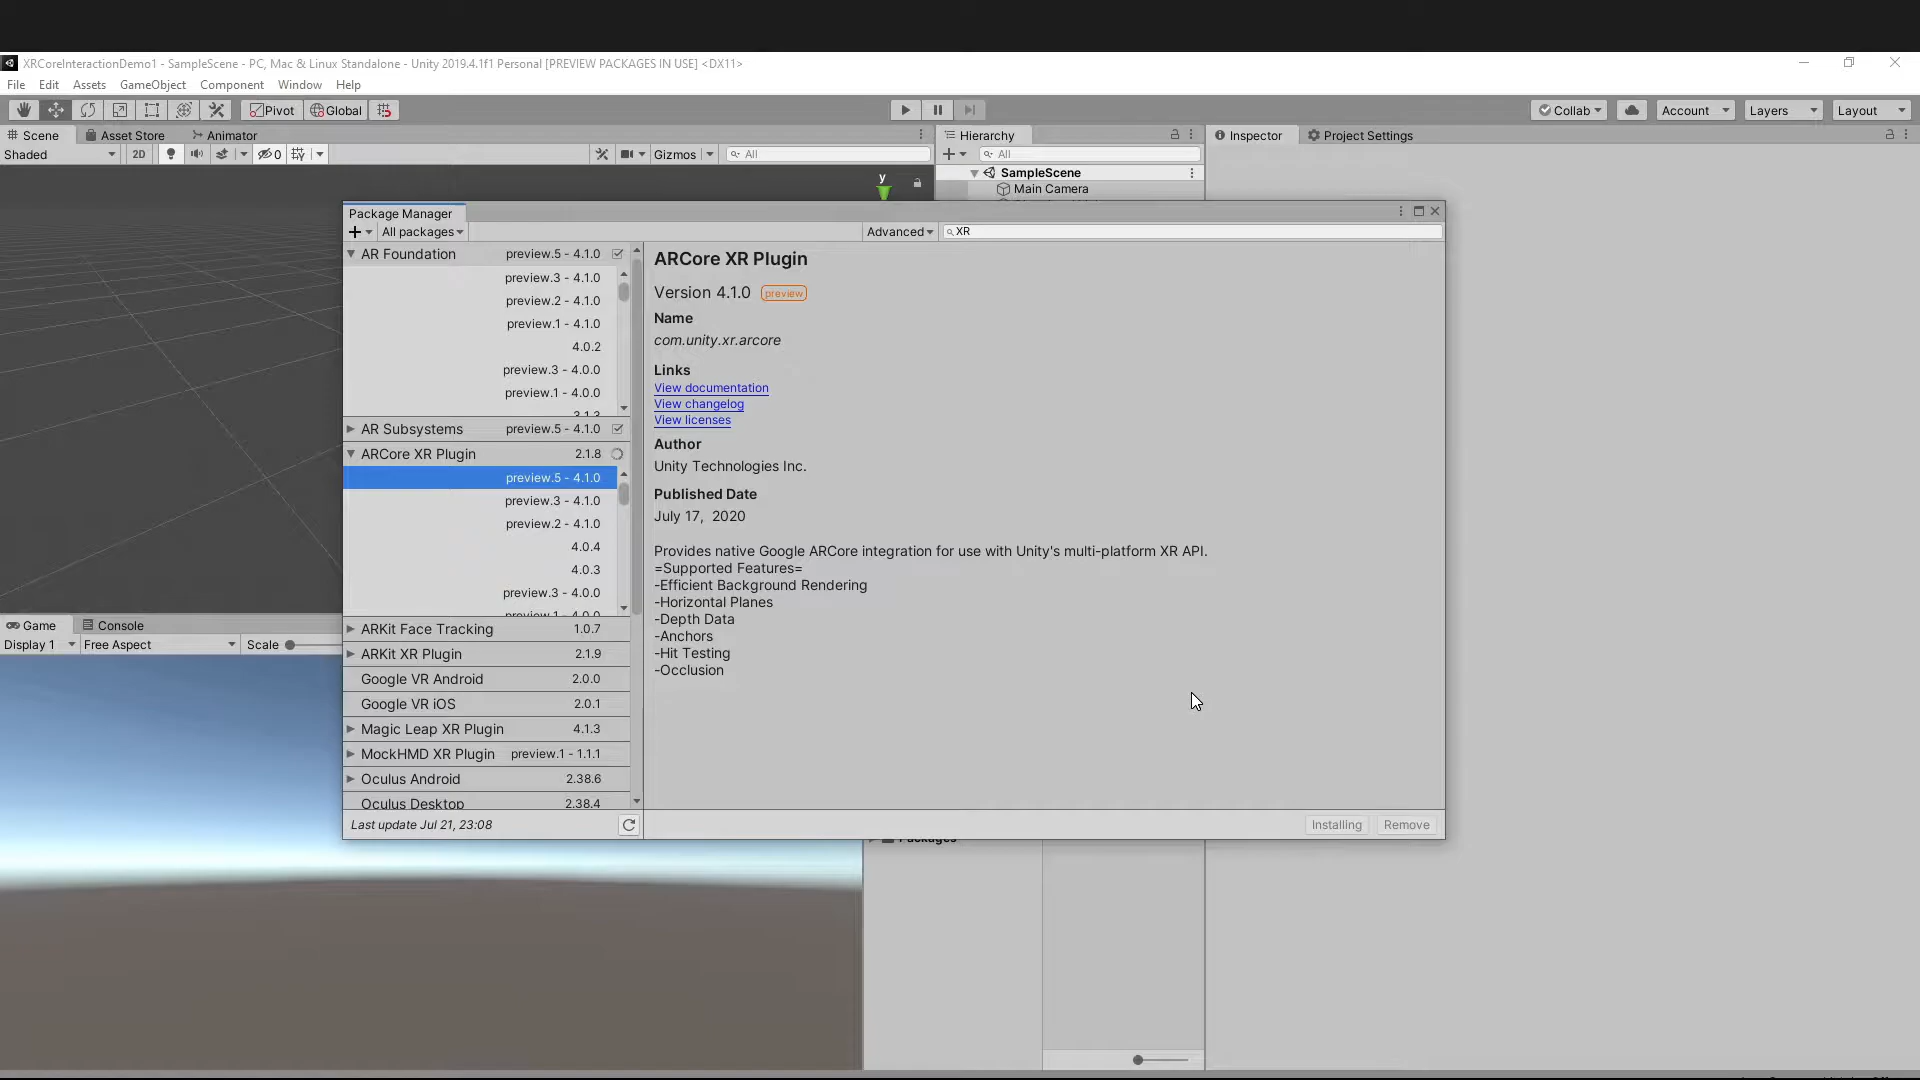 XRCoreInteractionDemo1 - SampleScene - PC, Mac & Linux Standalone - Unity 2019.4.1f1 Personal [PREVIEW PACKAGES IN USE] <DX11>
File Edit Assets GameObject Component Window Help
Pivot Global Collab Account Layers Layout
Scene Asset Store Animator Hierarchy Inspector Project Settings
Shaded 2D 0 Gizmos All All
SampleScene
Main Camera
y
Package Manager
All packages Advanced XR
AR Foundation preview.5 - 4.1.0
preview.3 - 4.1.0
preview.2 - 4.1.0
preview.1 - 4.1.0
4.0.2
preview.3 - 4.0.0
preview.1 - 4.0.0
3.1.3
AR Subsystems preview.5 - 4.1.0
ARCore XR Plugin 2.1.8
preview.5 - 4.1.0
preview.3 - 4.1.0
preview.2 - 4.1.0
4.0.4
4.0.3
preview.3 - 4.0.0
preview.1 - 4.0.0
ARKit Face Tracking 1.0.7
ARKit XR Plugin 2.1.9
Google VR Android 2.0.0
Google VR iOS 2.0.1
Magic Leap XR Plugin 4.1.3
MockHMD XR Plugin preview.1 - 1.1.1
Oculus Android 2.38.6
Oculus Desktop 2.38.4
Last update Jul 21, 23:08
ARCore XR Plugin
Version 4.1.0 preview
Name
com.unity.xr.arcore
Links
View documentation
View changelog
View licenses
Author
Unity Technologies Inc.
Published Date
July 17, 2020
Provides native Google ARCore integration for use with Unity's multi-platform XR API.
=Supported Features=
-Efficient Background Rendering
-Horizontal Planes
-Depth Data
-Anchors
-Hit Testing
-Occlusion
Installing Remove
Game Console
Display 1 Free Aspect Scale
Packages